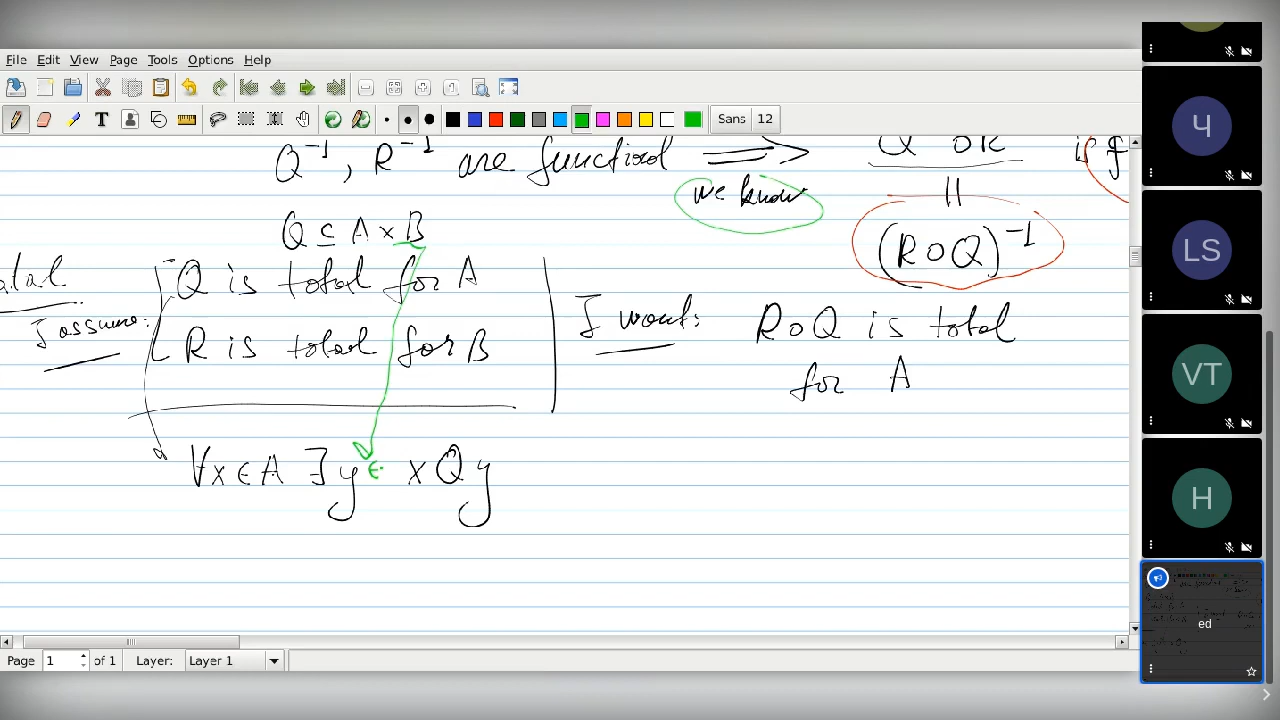 File Edit View Page Tools Options Help
Sans 12
Q⁻¹, R⁻¹ are functional ⟹
we know
||
(R∘Q)⁻¹
Q ⊆ A × B
Q is total for A
I assume:
R is total for B
I want: R∘Q is total
for A
∀x∈A ∃y∈ xQy
Page 1 of 1 Layer: Layer 1
Ч
LS
VT
H
ed